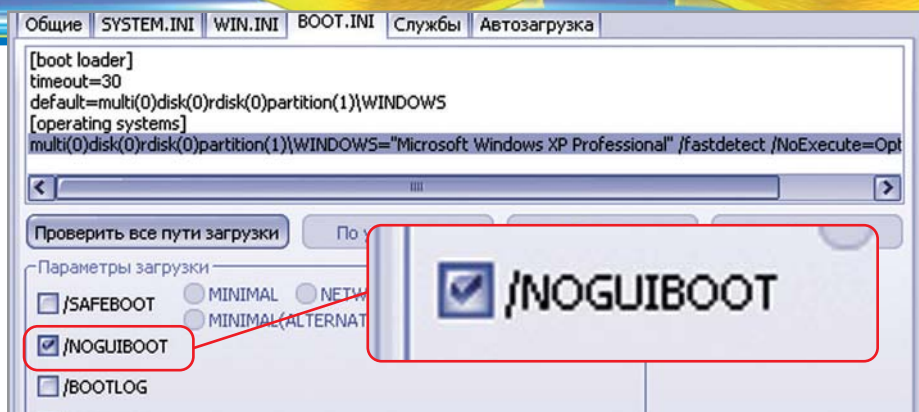 Общие SYSTEM.INI WIN.INI BOOT.INI Службы Автозагрузка
[boot loader]
timeout=30
default=multi(0)disk(0)rdisk(0)partition(1)\WINDOWS
[operating systems]
multi(0)disk(0)rdisk(0)partition(1)\WINDOWS="Microsoft Windows XP Professional" /fastdetect /NoExecute=Opt
Проверить все пути загрузки По у
Параметры загрузки
/SAFEBOOT MINIMAL NETW
MINIMAL(ALTERNAT
/NOGUIBOOT
/NOGUIBOOT
/BOOTLOG